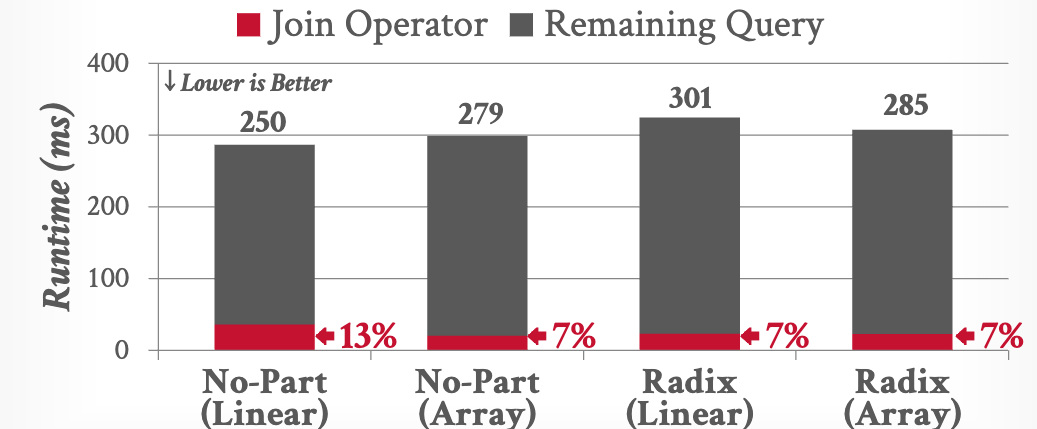 Join Operator Remaining Query
400
↓ Lower is Better
300
200
100
0
Runtime (ms)
250 279 301 285
13% 7% 7% 7%
No-Part No-Part Radix Radix
(Linear) (Array) (Linear) (Array)